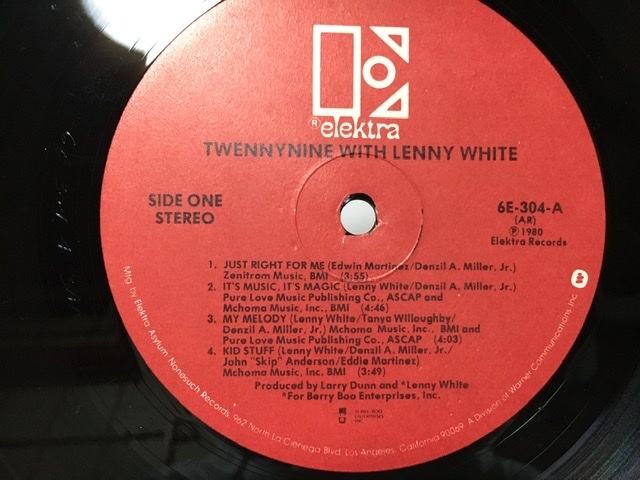 ® elektra
TWENNYNINE WITH LENNY WHITE
SIDE ONE
STEREO
6E-304-A
(AR)
℗ 1980
Elektra Records
1. JUST RIGHT FOR ME (Edwin Martinez/Denzil A. Miller, Jr.)
Zenitram Music, BMI (3:55)
2. IT'S MUSIC, IT'S MAGIC (Lenny White/Denzil A. Miller, Jr.)
Pure Love Music Publishing Co., ASCAP and
Mchoma Music Inc., BMI (4:46)
3. MY MELODY (Lenny White/Tanya Willoughby/
Denzil A. Miller, Jr.) Mchoma Music, Inc., BMI and
Pure Love Music Publishing Co., ASCAP (4:03)
4. KID STUFF (Lenny White/Denzil A. Miller, Jr./
John "Skip" Anderson/Eddie Martinez)
Mchoma Music, Inc. BMI (3:49)
Produced by Larry Dunn and *Lenny White
*For Berry Boo Enterprises, Inc.
Mfg by Elektra Asylum Nonesuch Records, 962 North La Cienega Blvd. Los Angeles, California 90069. A Division of Warner Communications Inc